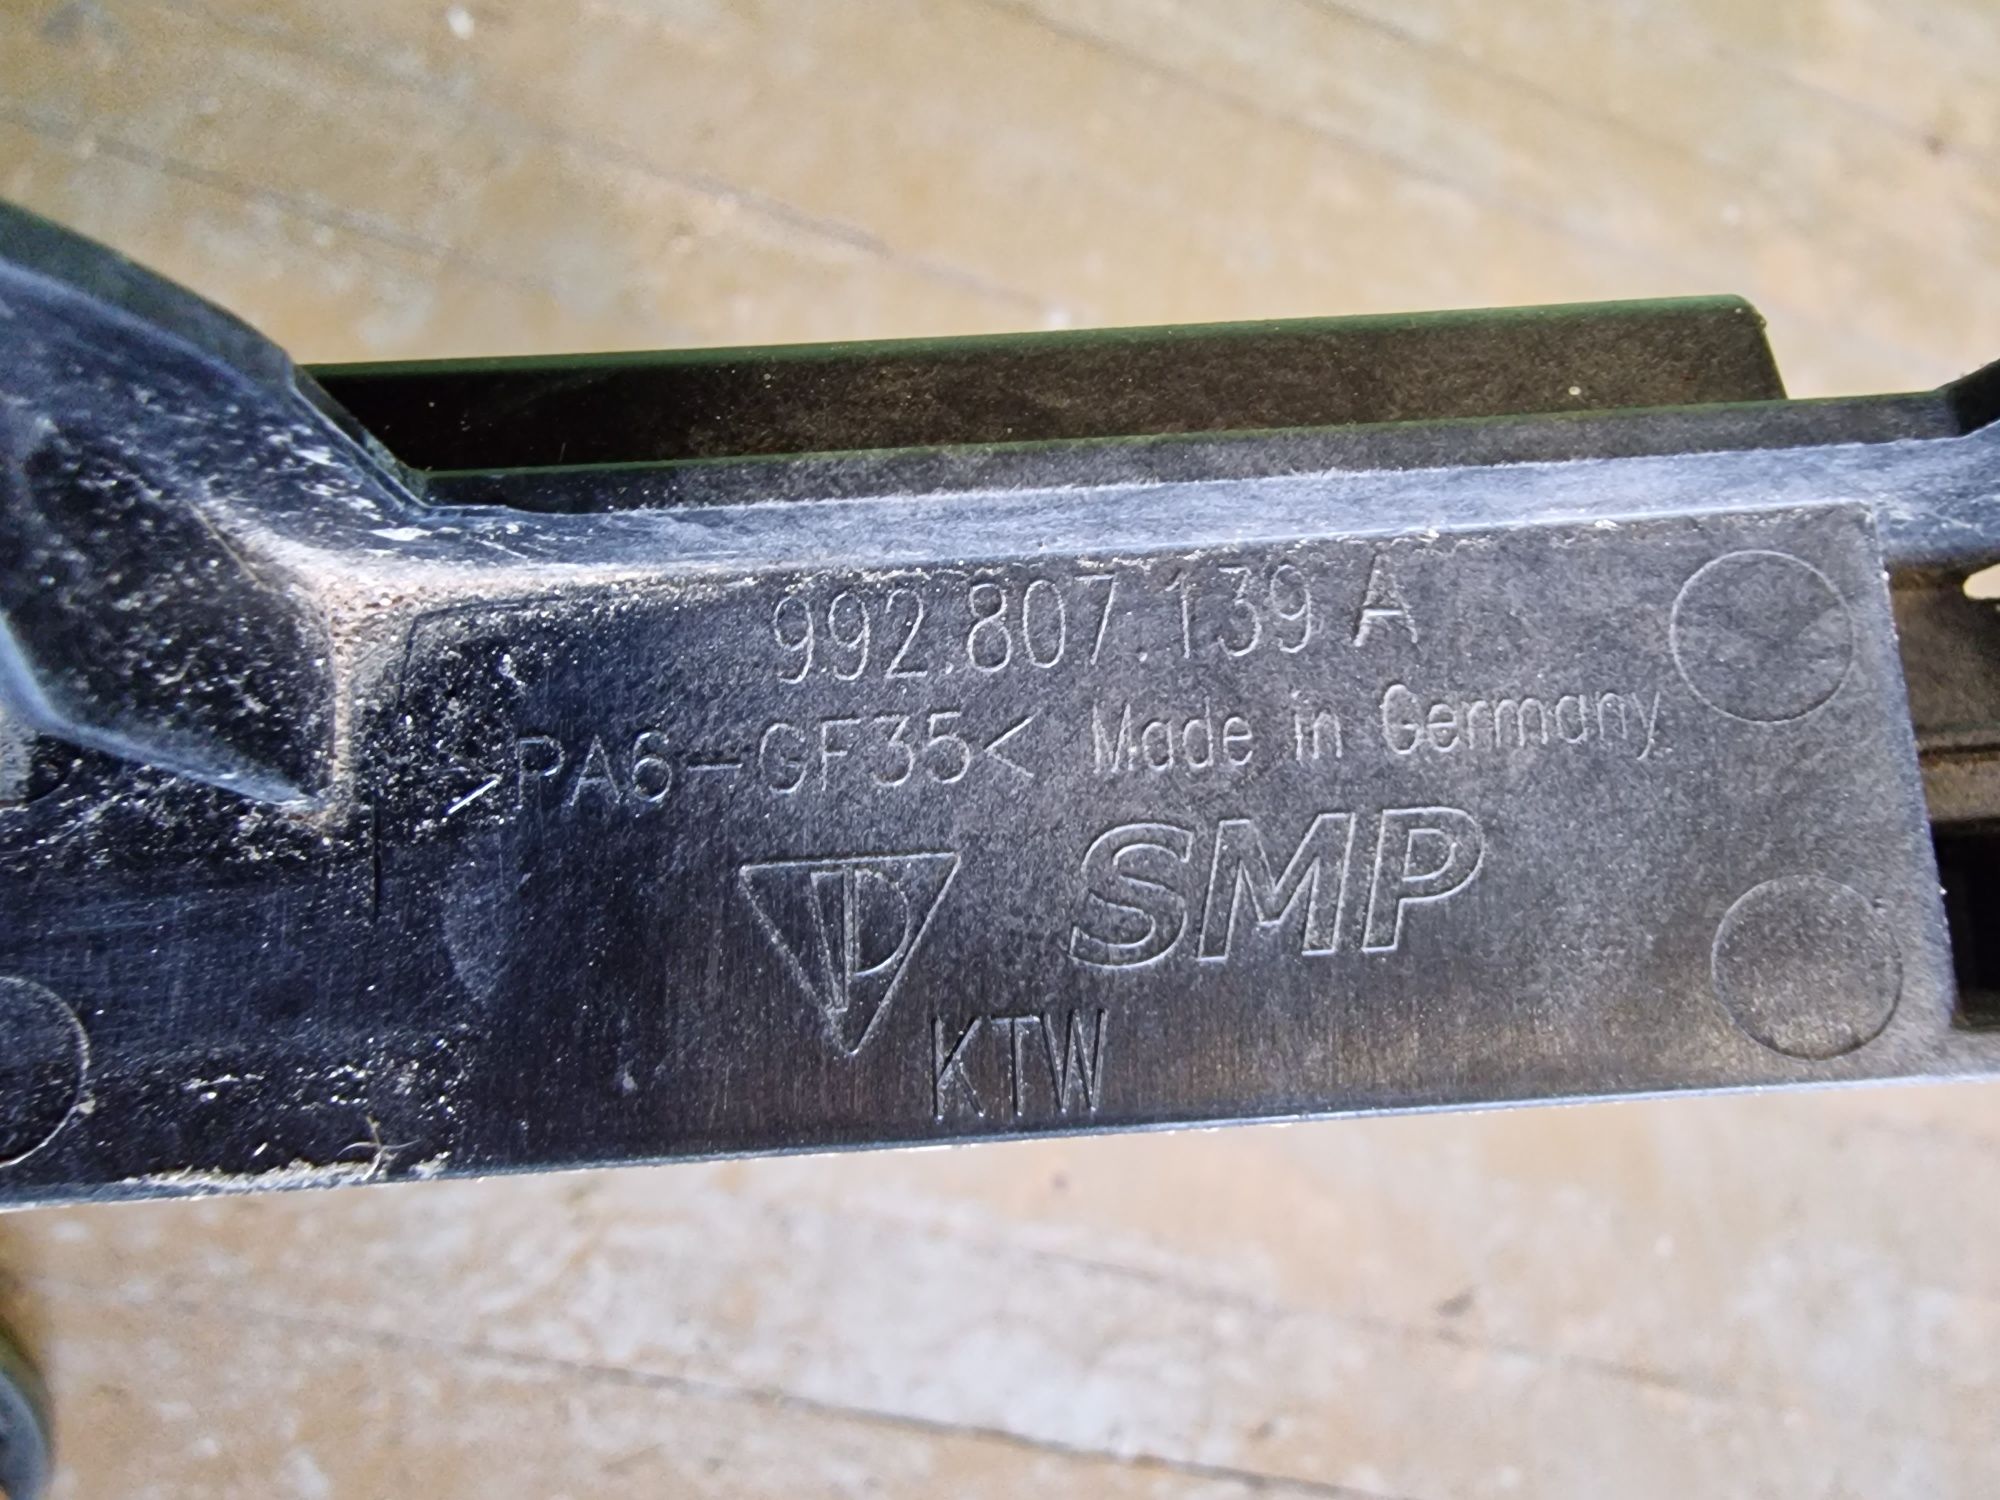 992.807.139 A
>PA6-GF35< Made in Germany
SMP
KTW